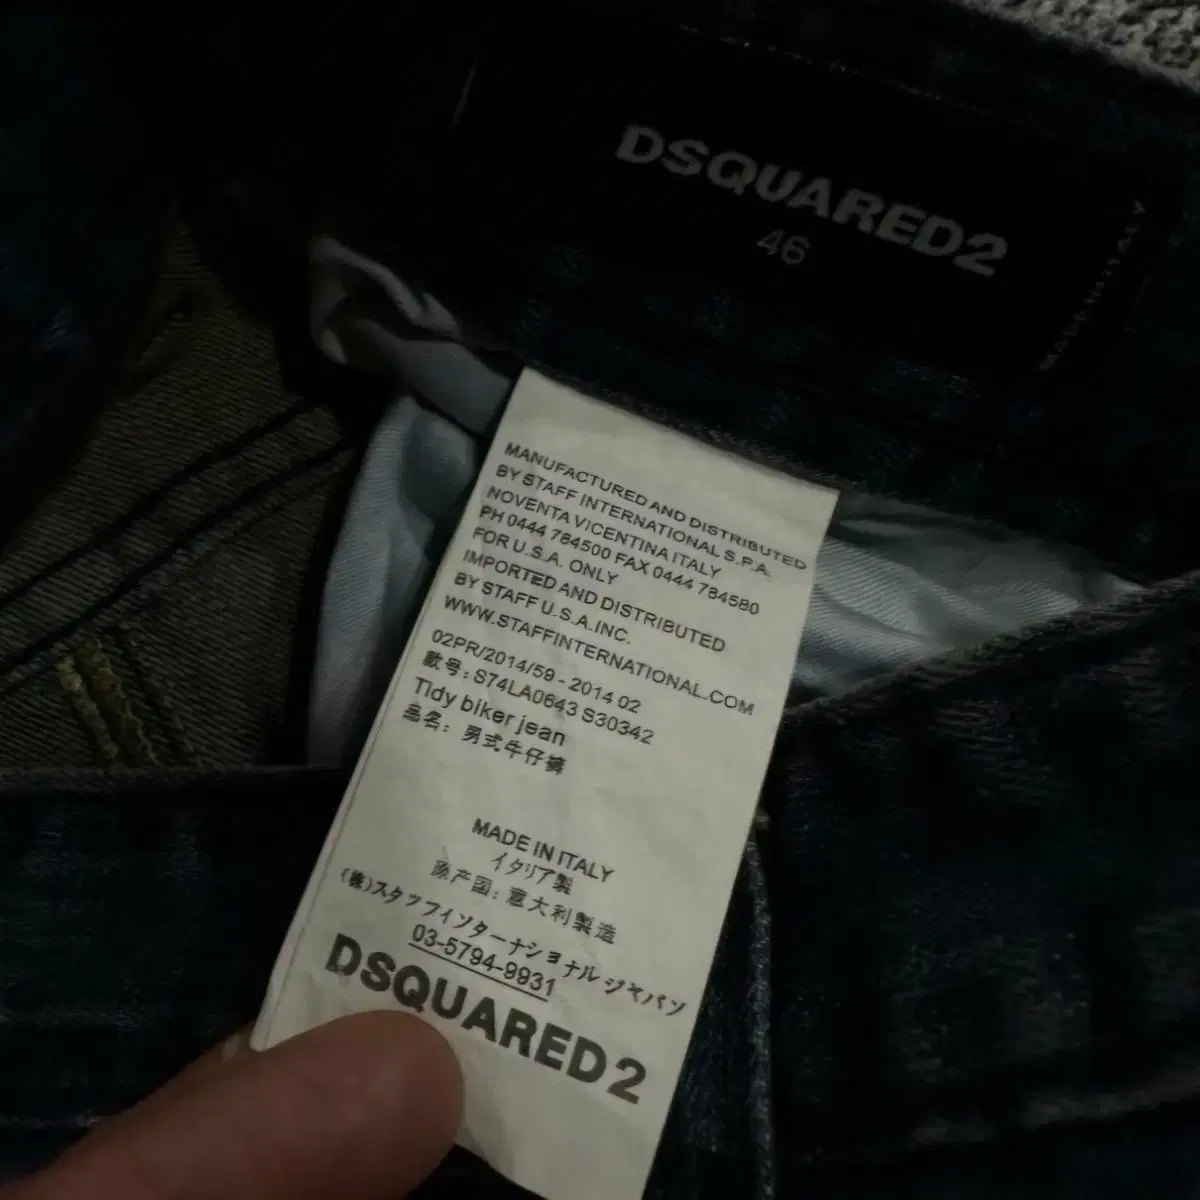 DSQUARED2
46
MADE IN ITALY
MANUFACTURED AND DISTRIBUTED
BY STAFF INTERNATIONAL S.P.A.
NOVENTA VICENTINA ITALY
PH 0444 784500 FAX 0444 784580
FOR U.S.A. ONLY
IMPORTED AND DISTRIBUTED
BY STAFF U.S.A.INC.
WWW.STAFFINTERNATIONAL.COM
02PR/2014/59 - 2014 02
款号: S74LA0643 S30342
Tidy biker jean
品名: 男式牛仔裤
MADE IN ITALY
イタリア製
原产国: 意大利製造
(株)スタッフインターナショナル ジャパン
03-5794-9931
DSQUARED2